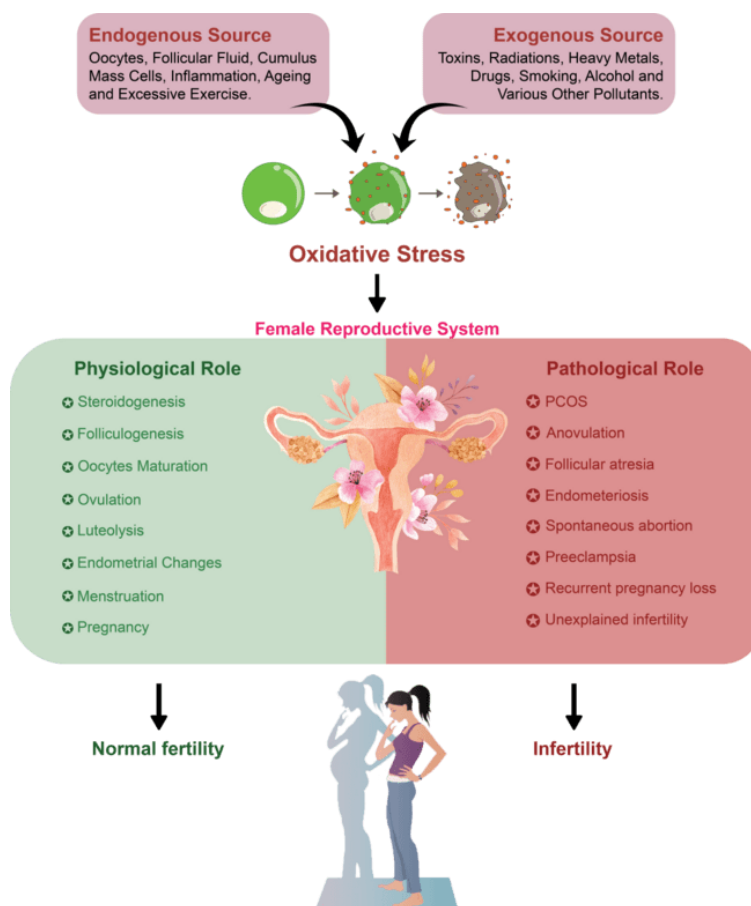 Endogenous Source
Oocytes, Follicular Fluid, Cumulus
Mass Cells, Inflammation, Ageing
and Excessive Exercise.
Exogenous Source
Toxins, Radiations, Heavy Metals,
Drugs, Smoking, Alcohol and
Various Other Pollutants.
Oxidative Stress
Female Reproductive System
Physiological Role
Steroidogenesis
Folliculogenesis
Oocytes Maturation
Ovulation
Luteolysis
Endometrial Changes
Menstruation
Pregnancy
Pathological Role
PCOS
Anovulation
Follicular atresia
Endometeriosis
Spontaneous abortion
Preeclampsia
Recurrent pregnancy loss
Unexplained infertility
Normal fertility
Infertility